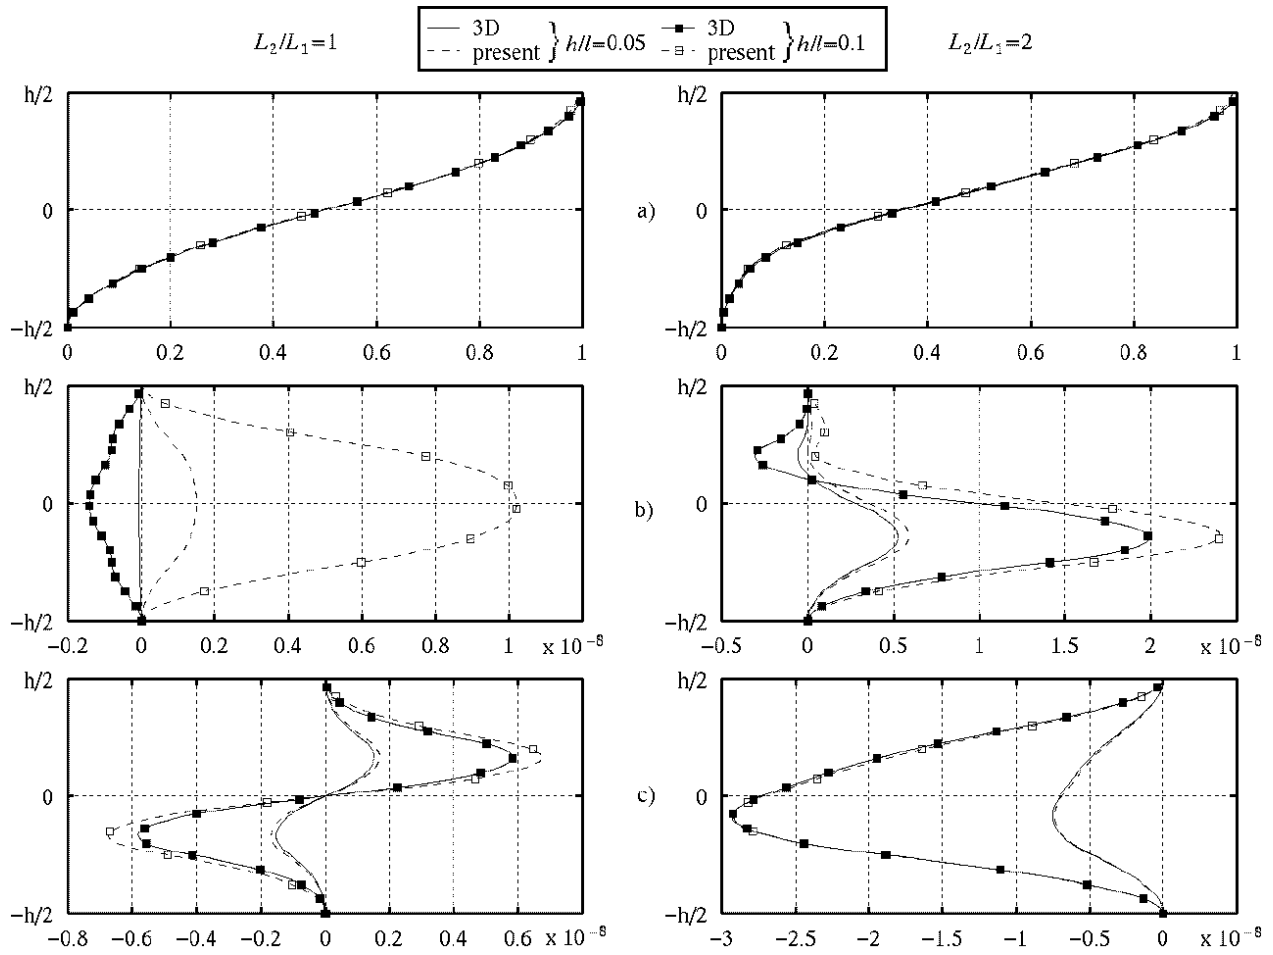 L2/L1=1
3D
present
} h/l=0.05
3D
present
} h/l=0.1
L2/L1=2
h/2
0
−h/2
0 0.2 0.4 0.6 0.8 1
a)
h/2
0
−h/2
0 0.2 0.4 0.6 0.8 1
h/2
0
−h/2
−0.2 0 0.2 0.4 0.6 0.8 1 x 10⁻⁸
b)
h/2
0
−h/2
−0.5 0 0.5 1 1.5 2 x 10⁻⁸
h/2
0
−h/2
−0.8 −0.6 −0.4 −0.2 0 0.2 0.4 0.6 x 10⁻⁸
c)
h/2
0
−h/2
−3 −2.5 −2 −1.5 −1 −0.5 0 x 10⁻⁸